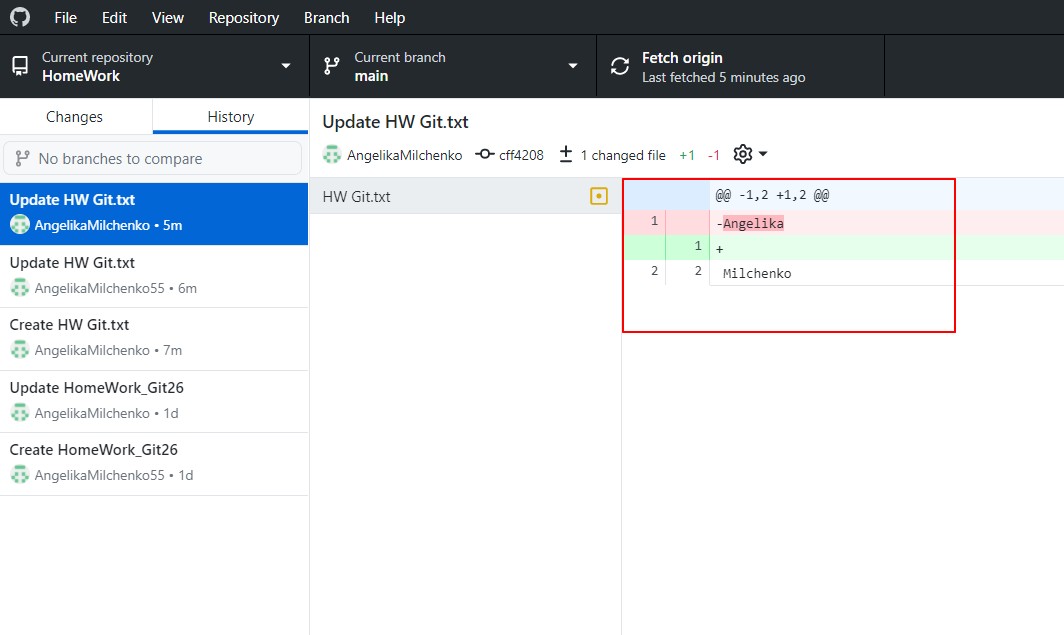 File Edit View Repository Branch Help
Current repository
HomeWork
Current branch
main
Fetch origin
Last fetched 5 minutes ago
Changes
History
No branches to compare
Update HW Git.txt
AngelikaMilchenko • 5m
Update HW Git.txt
AngelikaMilchenko55 • 6m
Create HW Git.txt
AngelikaMilchenko • 7m
Update HomeWork_Git26
AngelikaMilchenko • 1d
Create HomeWork_Git26
AngelikaMilchenko55 • 1d
Update HW Git.txt
AngelikaMilchenko cff4208 1 changed file +1 -1
HW Git.txt
@@ -1,2 +1,2 @@
1 -Angelika
1 +
2 2 Milchenko